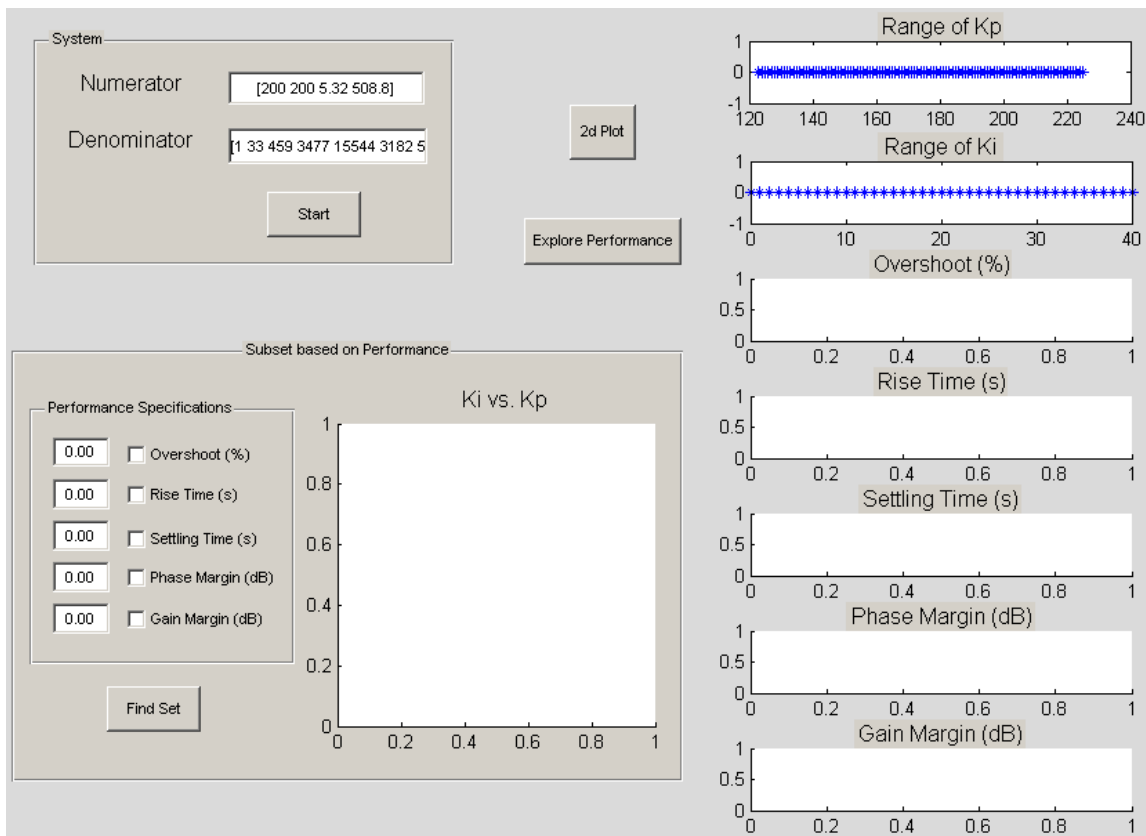 System
Numerator
[200 200 5.32 508.8]
Denominator
[1 33 459 3477 15544 3182 5
Start
2d Plot
Explore Performance
Subset based on Performance
Performance Specifications
0.00 Overshoot (%)
0.00 Rise Time (s)
0.00 Settling Time (s)
0.00 Phase Margin (dB)
0.00 Gain Margin (dB)
Find Set
Ki vs. Kp
1
0.8
0.6
0.4
0.2
0
0 0.2 0.4 0.6 0.8 1
Range of Kp
1
0
-1
120 140 160 180 200 220 240
Range of Ki
1
0
-1
0 10 20 30 40
Overshoot (%)
1
0.5
0
0 0.2 0.4 0.6 0.8 1
Rise Time (s)
1
0.5
0
0 0.2 0.4 0.6 0.8 1
Settling Time (s)
1
0.5
0
0 0.2 0.4 0.6 0.8 1
Phase Margin (dB)
1
0.5
0
0 0.2 0.4 0.6 0.8 1
Gain Margin (dB)
1
0.5
0
0 0.2 0.4 0.6 0.8 1